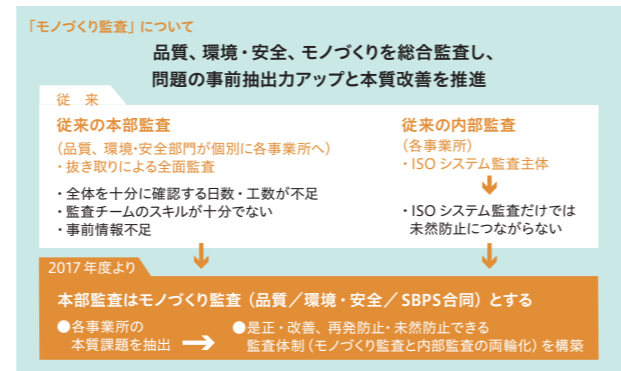 「モノづくり監査」について
品質、環境・安全、モノづくりを総合監査し、
問題の事前抽出力アップと本質改善を推進
従 来
従来の本部監査
（品質、環境・安全部門が個別に各事業所へ）
・抜き取りによる全面監査
・全体を十分に確認する日数・工数が不足
・監査チームのスキルが十分でない
・事前情報不足
従来の内部監査
（各事業所）
・ISO システム監査主体
・ISO システム監査だけでは
未然防止につながらない
2017 年度より
本部監査はモノづくり監査（品質／環境・安全／SBPS合同）とする
●各事業所の
本質課題を抽出
●是正・改善、再発防止・未然防止できる
監査体制（モノづくり監査と内部監査の両輪化）を構築